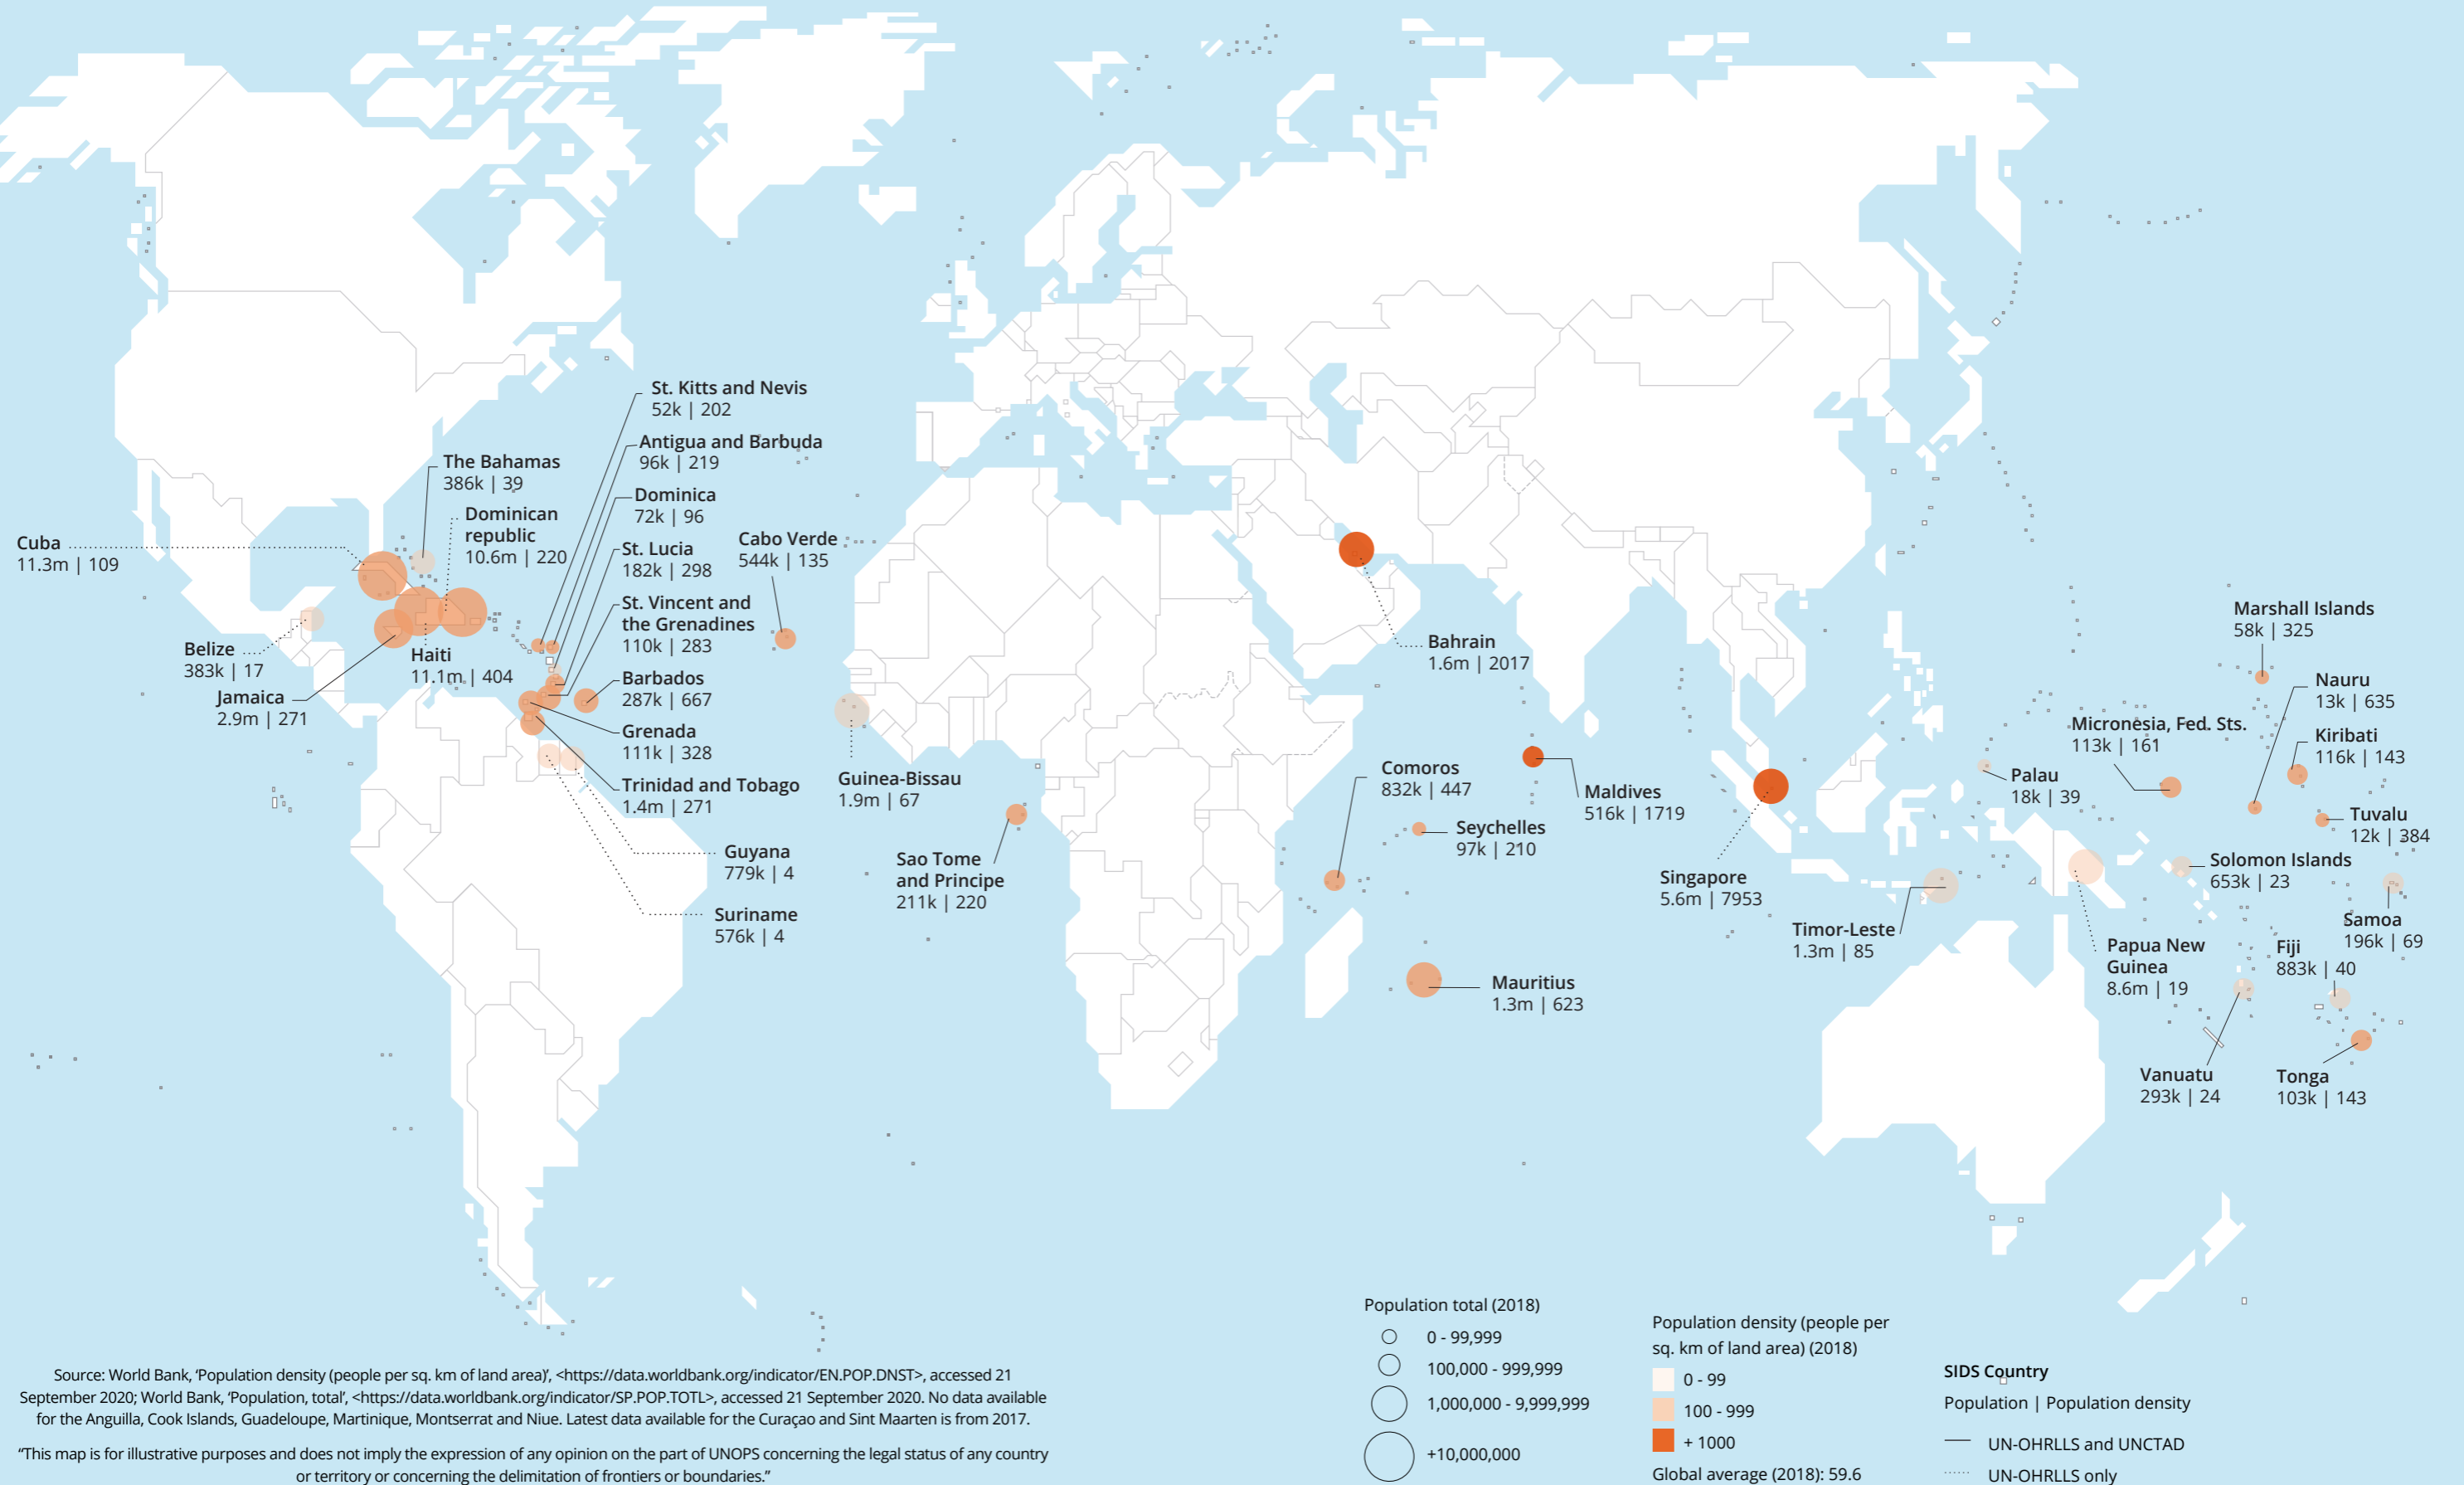 St. Kitts and Nevis
52k | 202
Antigua and Barbuda
96k | 219
The Bahamas
386k | 39
Dominica
72k | 96
Dominican
republic
10.6m | 220
Cuba
11.3m | 109
St. Lucia
182k | 298
Cabo Verde
544k | 135
St. Vincent and
the Grenadines
110k | 283
Belize
383k | 17
Haiti
11.1m | 404
Jamaica
2.9m | 271
Barbados
287k | 667
Grenada
111k | 328
Trinidad and Tobago
1.4m | 271
Guyana
779k | 4
Suriname
576k | 4
Guinea-Bissau
1.9m | 67
Sao Tome
and Principe
211k | 220
Bahrain
1.6m | 2017
Comoros
832k | 447
Seychelles
97k | 210
Maldives
516k | 1719
Mauritius
1.3m | 623
Singapore
5.6m | 7953
Timor-Leste
1.3m | 85
Marshall Islands
58k | 325
Nauru
13k | 635
Micronesia, Fed. Sts.
113k | 161
Kiribati
116k | 143
Palau
18k | 39
Tuvalu
12k | 384
Solomon Islands
653k | 23
Samoa
196k | 69
Papua New
Guinea
8.6m | 19
Fiji
883k | 40
Vanuatu
293k | 24
Tonga
103k | 143
Population total (2018)
0 - 99,999
100,000 - 999,999
1,000,000 - 9,999,999
+10,000,000
Population density (people per
sq. km of land area) (2018)
0 - 99
100 - 999
+ 1000
Global average (2018): 59.6
SIDS Country
Population | Population density
UN-OHRLLS and UNCTAD
UN-OHRLLS only
Source: World Bank, ‘Population density (people per sq. km of land area)’, <https://data.worldbank.org/indicator/EN.POP.DNST>, accessed 21
September 2020; World Bank, ‘Population, total’, <https://data.worldbank.org/indicator/SP.POP.TOTL>, accessed 21 September 2020. No data available
for the Anguilla, Cook Islands, Guadeloupe, Martinique, Montserrat and Niue. Latest data available for the Curaçao and Sint Maarten is from 2017.
“This map is for illustrative purposes and does not imply the expression of any opinion on the part of UNOPS concerning the legal status of any country
or territory or concerning the delimitation of frontiers or boundaries.”